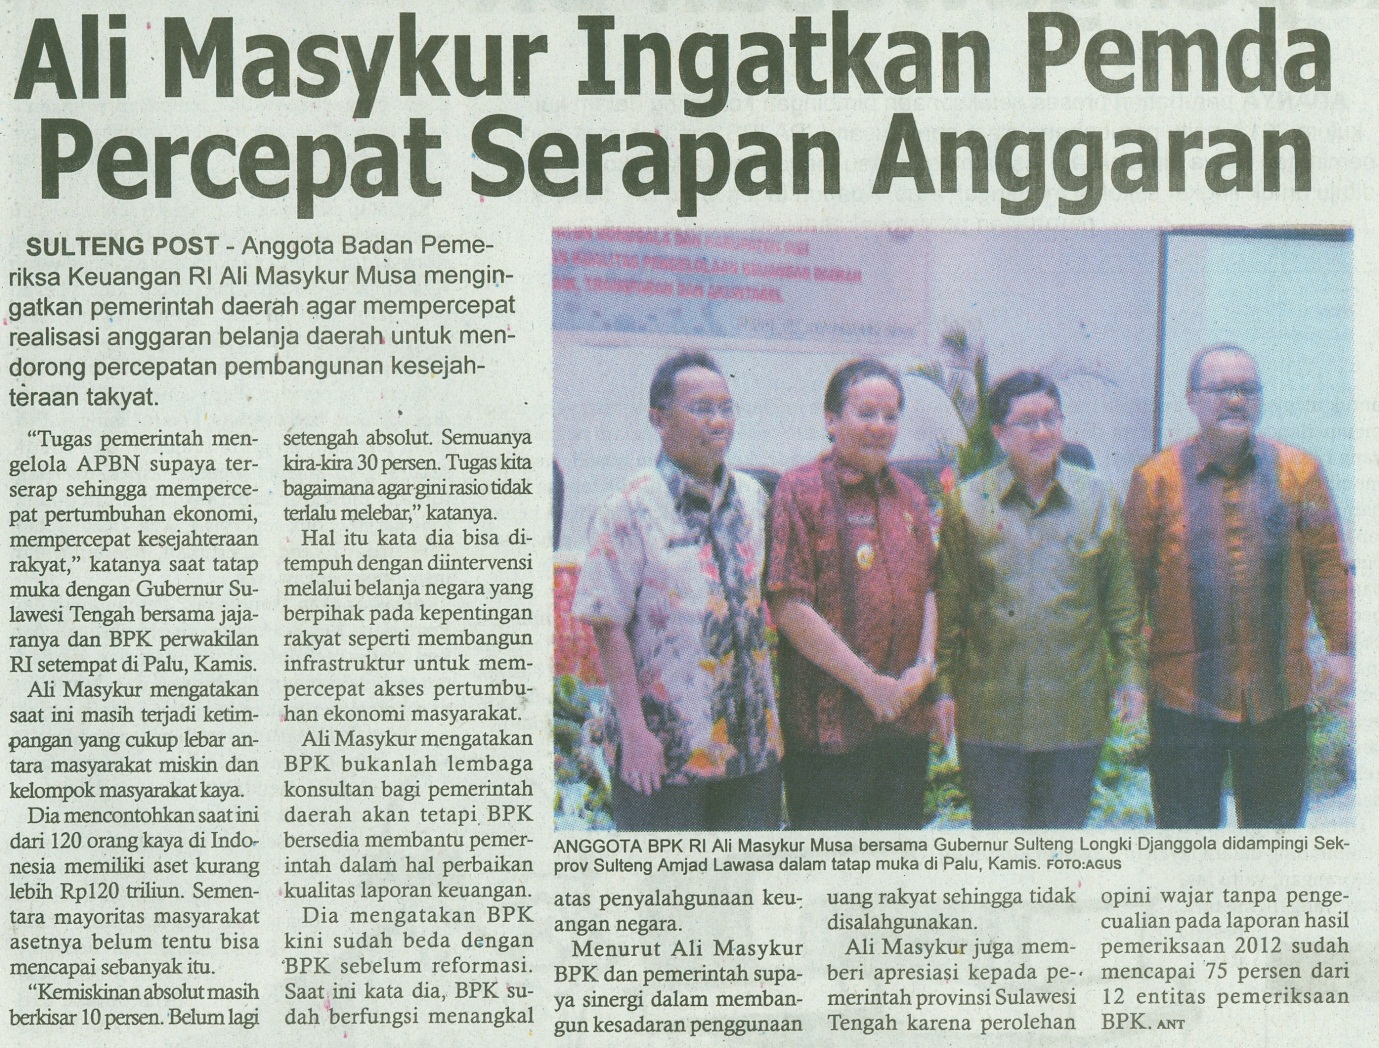 Ali Masykur Ingatkan Pemda
Percepat Serapan Anggaran
SULTENG POST - Anggota Badan Peme-
riksa Keuangan RI Ali Masykur Musa mengin-
gatkan pemerintah daerah agar mempercepat
realisasi anggaran belanja daerah untuk men-
dorong percepatan pembangunan kesejah-
teraan takyat.
“Tugas pemerintah men-
gelola APBN supaya ter-
serap sehingga memperce-
pat pertumbuhan ekonomi,
mempercepat kesejahteraan
rakyat,” katanya saat tatap
muka dengan Gubernur Su-
lawesi Tengah bersama jaja-
ranya dan BPK perwakilan
RI setempat di Palu, Kamis.
Ali Masykur mengatakan
saat ini masih terjadi ketim-
pangan yang cukup lebar an-
tara masyarakat miskin dan
kelompok masyarakat kaya.
Dia mencontohkan saat ini
dari 120 orang kaya di Indo-
nesia memiliki aset kurang
lebih Rp120 triliun. Semen-
tara mayoritas masyarakat
asetnya belum tentu bisa
mencapai sebanyak itu.
“Kemiskinan absolut masih
berkisar 10 persen. Belum lagi
setengah absolut. Semuanya
kira-kira 30 persen. Tugas kita
bagaimana agar gini rasio tidak
terlalu melebar,” katanya.
Hal itu kata dia bisa di-
tempuh dengan diintervensi
melalui belanja negara yang
berpihak pada kepentingan
rakyat seperti membangun
infrastruktur untuk mem-
percepat akses pertumbu-
han ekonomi masyarakat.
Ali Masykur mengatakan
BPK bukanlah lembaga
konsultan bagi pemerintah
daerah akan tetapi BPK
bersedia membantu pemer-
intah dalam hal perbaikan
kualitas laporan keuangan.
Dia mengatakan BPK
kini sudah beda dengan
BPK sebelum reformasi.
Saat ini kata dia, BPK su-
dah berfungsi menangkal
KUALITAS PENGELOLAAN KEUANGAN DAERAH
TRANSPARAN DAN AKUNTABEL
ANGGOTA BPK RI Ali Masykur Musa bersama Gubernur Sulteng Longki Djanggola didampingi Sek-
prov Sulteng Amjad Lawasa dalam tatap muka di Palu, Kamis. FOTO:AGUS
atas penyalahgunaan keu-
angan negara.
Menurut Ali Masykur
BPK dan pemerintah supa-
ya sinergi dalam memban-
gun kesadaran penggunaan
uang rakyat sehingga tidak
disalahgunakan.
Ali Masykur juga mem-
beri apresiasi kepada pe-
merintah provinsi Sulawesi
Tengah karena perolehan
opini wajar tanpa penge-
cualian pada laporan hasil
pemeriksaan 2012 sudah
mencapai 75 persen dari
12 entitas pemeriksaan
BPK. ANT